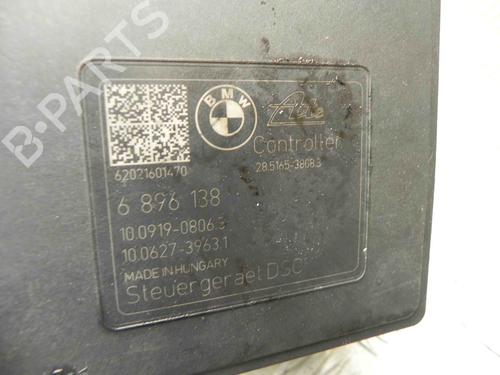 B-PARTS
BMW
Ate
Controller
62021601470
28.5165-3808.3
6 896 138
10.0919-0806.3
10.0627-3963.1
MADE IN HUNGARY
Steuergeraet DSC